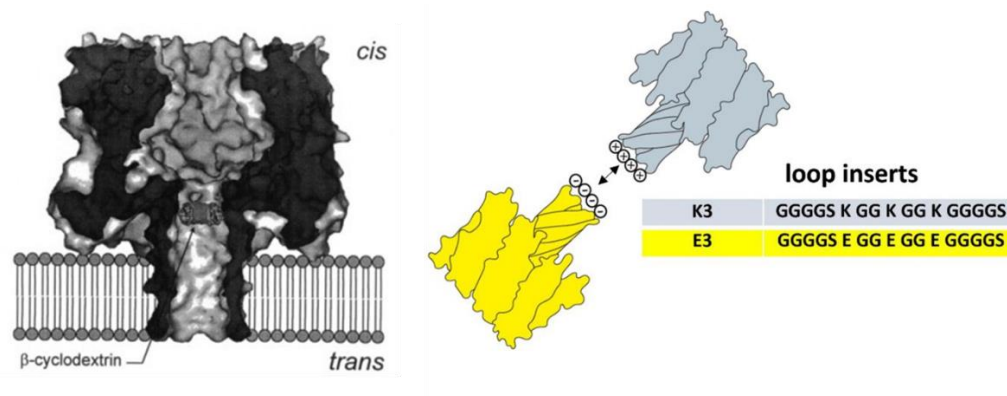 cis
β-cyclodextrin
trans
loop inserts
K3 GGGGS K GG K GG K GGGGS
E3 GGGGS E GG E GG E GGGGS